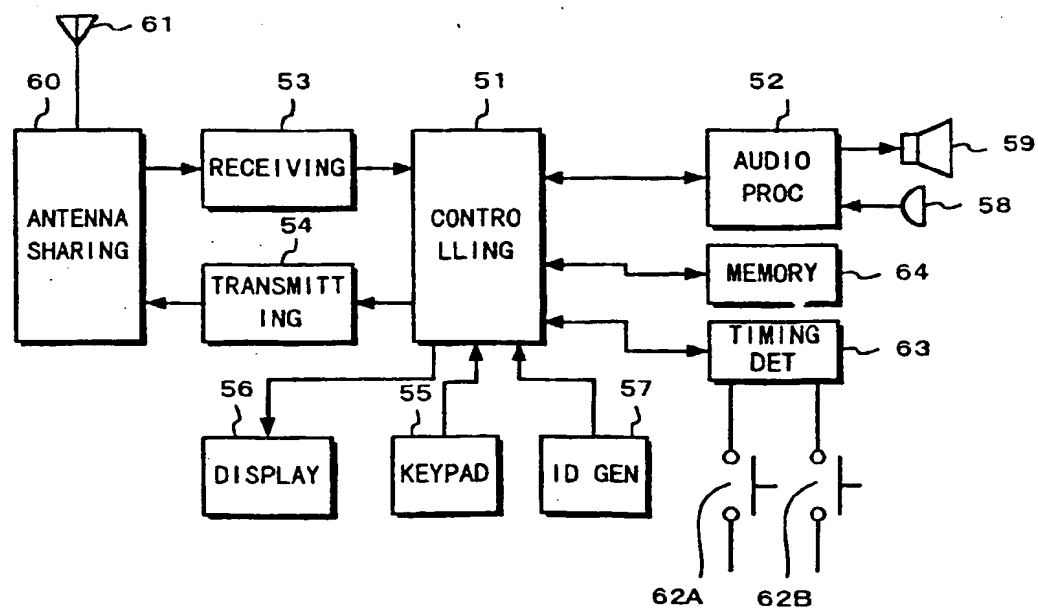 61
60
53
51
52
RECEIVING
AUDIO
PROC
59
58
ANTENNA
SHARING
CONTRO
LLING
54
TRANSMITT
ING
MEMORY
64
TIMING
DET
63
56
55
57
DISPLAY
KEYPAD
ID GEN
62A
62B